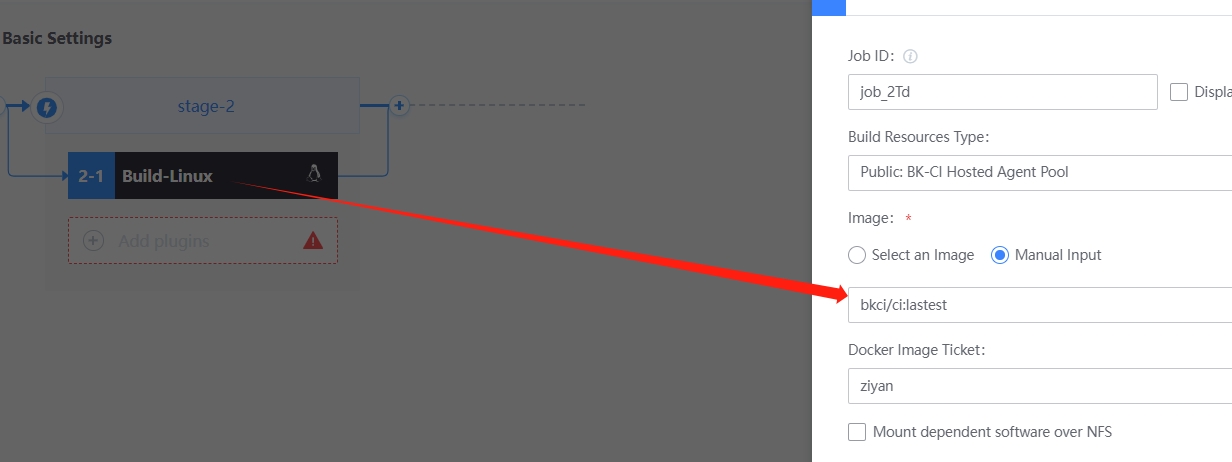 Basic Settings
stage-2
2-1 Build-Linux
Add plugins
Job ID:
job_2Td
Displa
Build Resources Type:
Public: BK-CI Hosted Agent Pool
Image: *
Select an Image Manual Input
bkci/ci:lastest
Docker Image Ticket:
ziyan
Mount dependent software over NFS